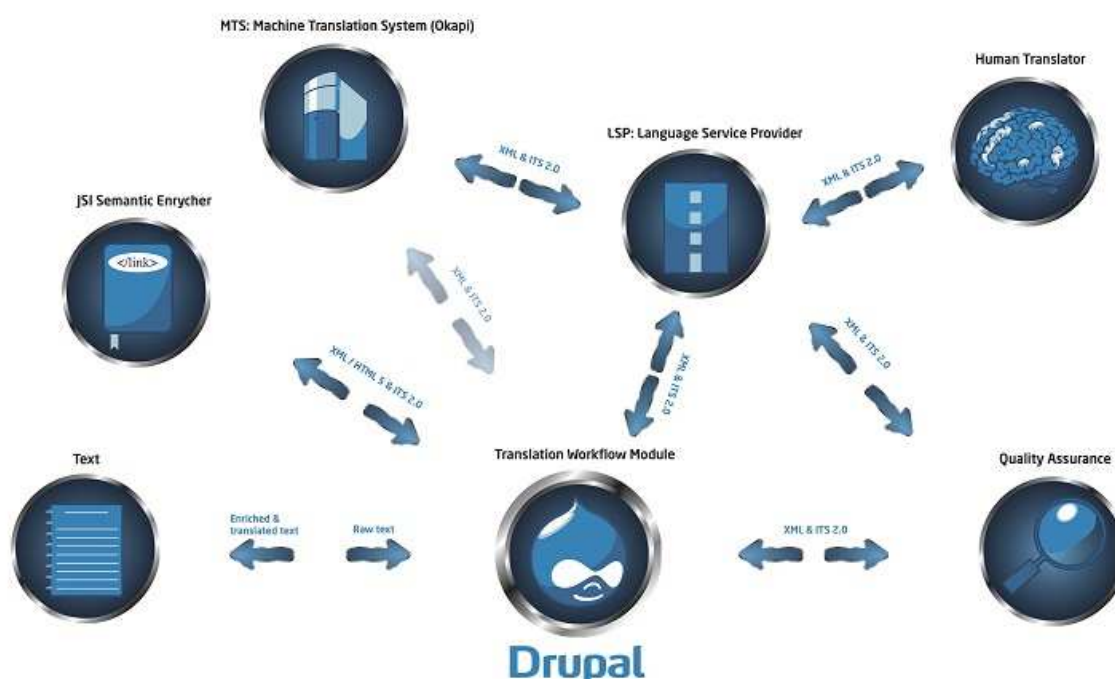 MTS: Machine Translation System (Okapi)
Human Translator
LSP: Language Service Provider
XML & ITS 2.0
XML & ITS 2.0
JSI Semantic Enrycher
</link>
XML & ITS 2.0
XML & ITS 2.0
XML & ITS 2.0
XML / HTML 5 & ITS 2.0
Text
Translation Workflow Module
Quality Assurance
Enriched &
translated text
Raw text
XML & ITS 2.0
Drupal